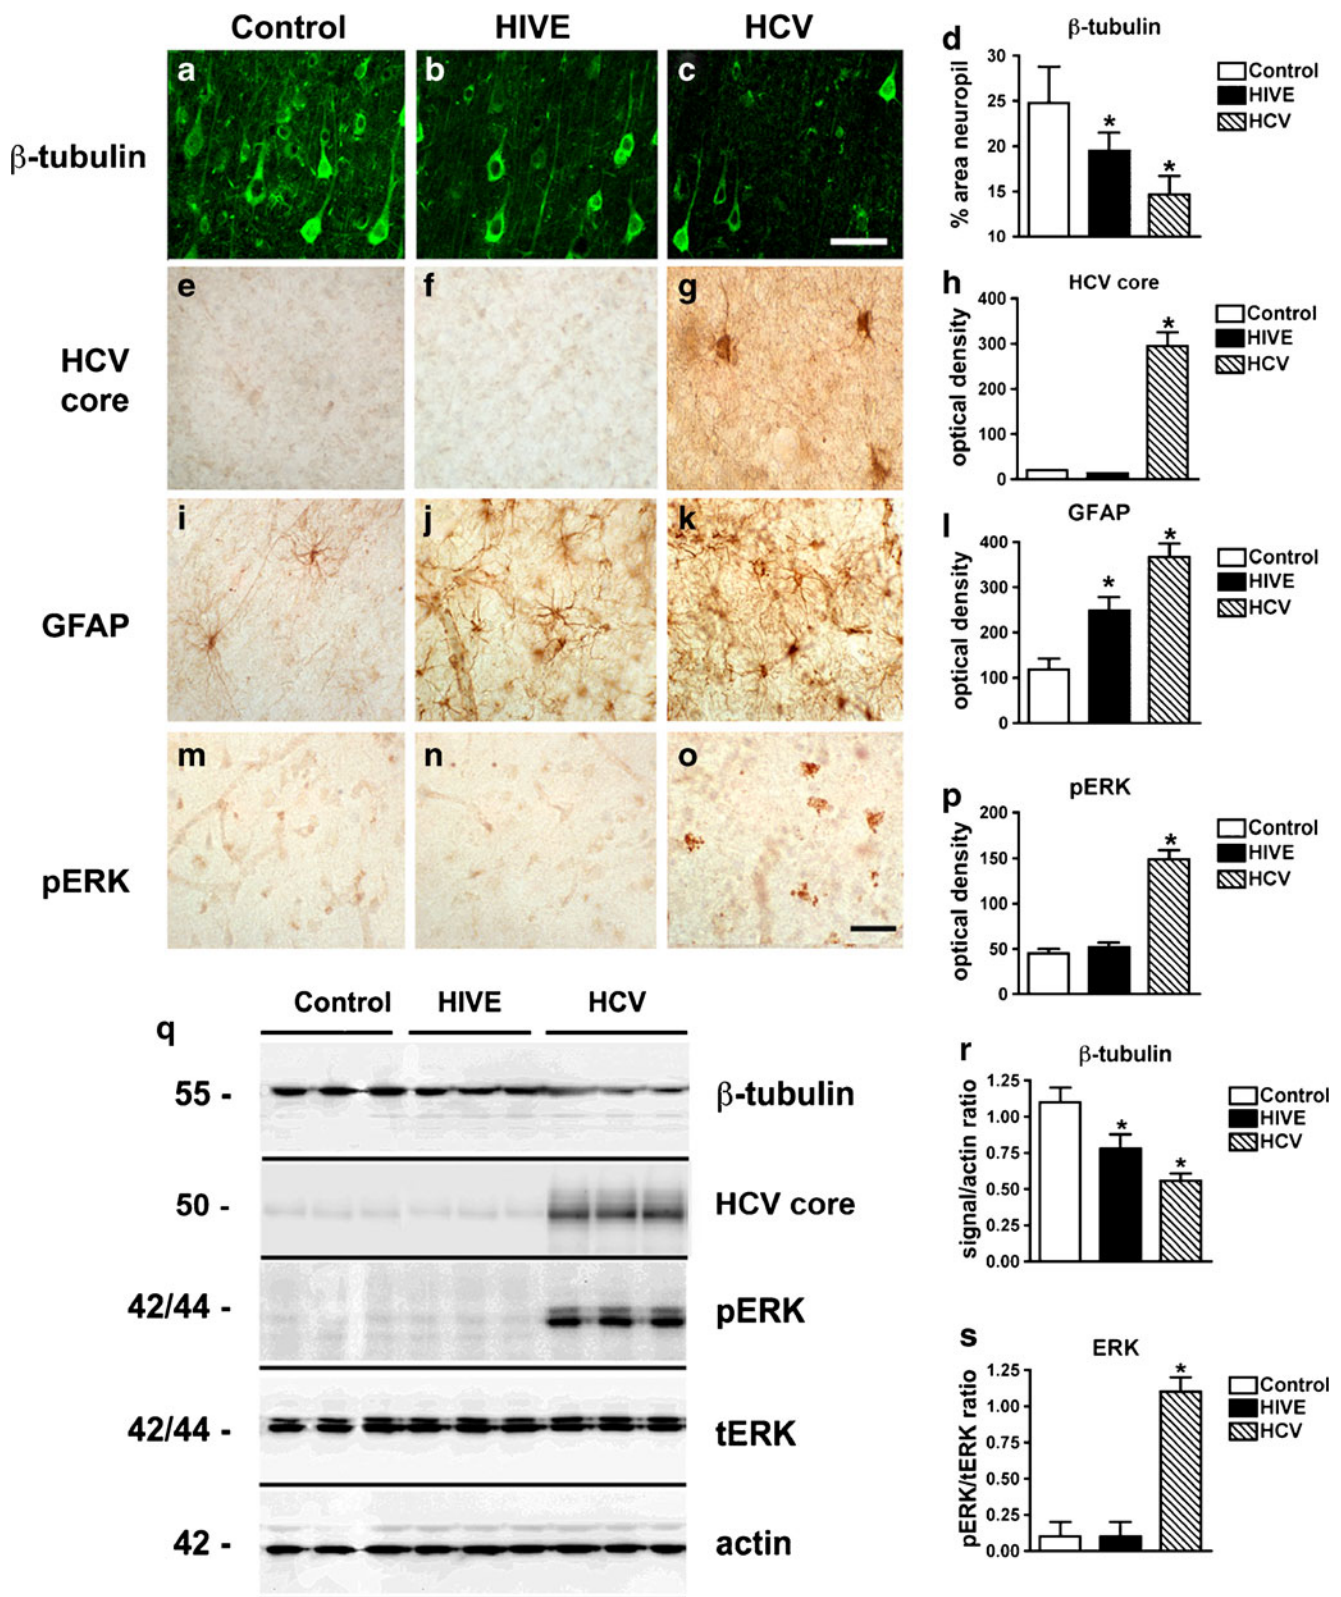 Control HIVE HCV
β-tubulin
a b c
d
β-tubulin
% area neuropil
30
25
20
15
10
* *
Control
HIVE
HCV
HCV core
e f g
h
HCV core
optical density
400
300
200
100
0
*
Control
HIVE
HCV
GFAP
i j k
l
GFAP
optical density
400
300
200
100
0
* *
Control
HIVE
HCV
pERK
m n o
p
pERK
optical density
200
150
100
50
0
*
Control
HIVE
HCV
q
Control HIVE HCV
55 - β-tubulin
50 - HCV core
42/44 - pERK
42/44 - tERK
42 - actin
r
β-tubulin
signal/actin ratio
1.25
1.00
0.75
0.50
0.25
0.00
* *
Control
HIVE
HCV
s
ERK
pERK/tERK ratio
1.25
1.00
0.75
0.50
0.25
0.00
*
Control
HIVE
HCV